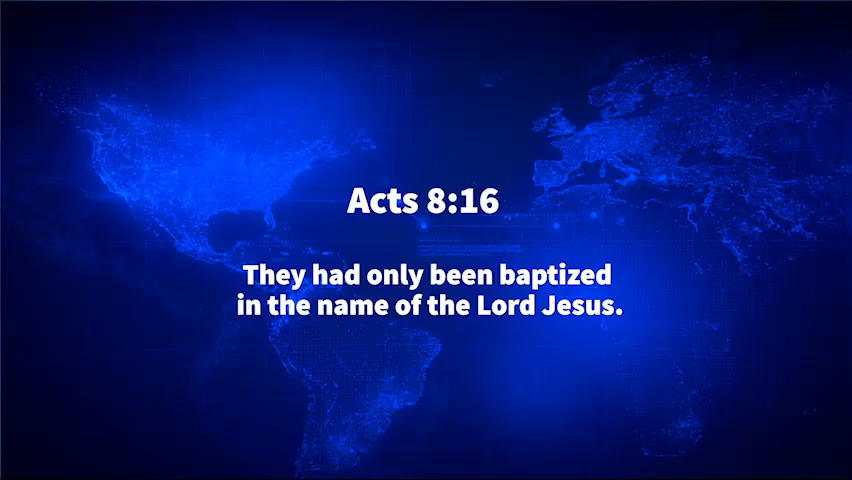 Acts 8:16
They had only been baptized
in the name of the Lord Jesus.